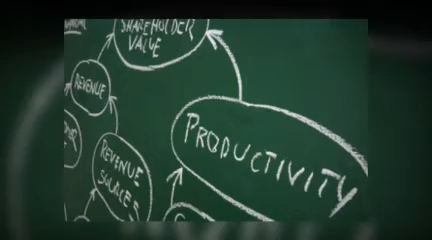 SHAREHOLDER
VALUE
REVENUE
PRODUCTIVITY
REVENUE
SOURCES